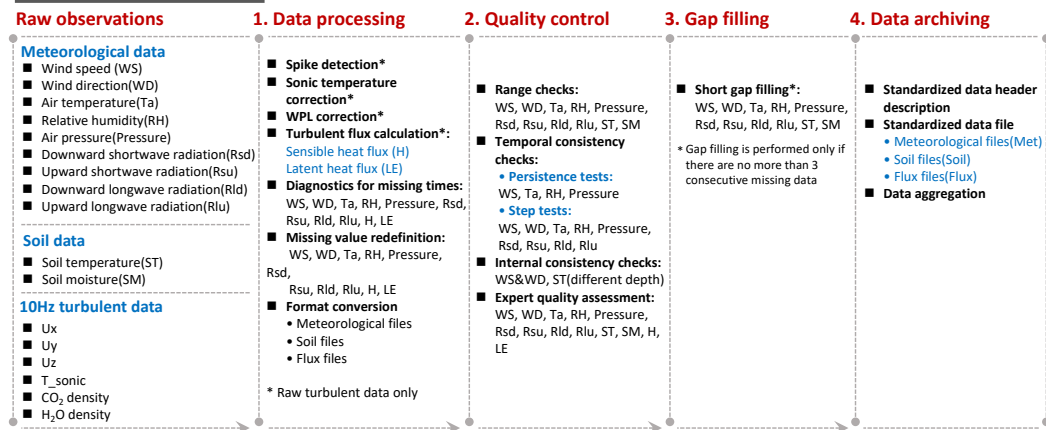 Raw observations
Meteorological data
■ Wind speed (WS)
■ Wind direction(WD)
■ Air temperature(Ta)
■ Relative humidity(RH)
■ Air pressure(Pressure)
■ Downward shortwave radiation(Rsd)
■ Upward shortwave radiation(Rsu)
■ Downward longwave radiation(Rld)
■ Upward longwave radiation(Rlu)
Soil data
■ Soil temperature(ST)
■ Soil moisture(SM)
10Hz turbulent data
■ Ux
■ Uy
■ Uz
■ T_sonic
■ CO₂ density
■ H₂O density
1. Data processing
■ Spike detection*
■ Sonic temperature
correction*
■ WPL correction*
■ Turbulent flux calculation*:
Sensible heat flux (H)
Latent heat flux (LE)
■ Diagnostics for missing times:
WS, WD, Ta, RH, Pressure, Rsd,
Rsu, Rld, Rlu, H, LE
■ Missing value redefinition:
WS, WD, Ta, RH, Pressure,
Rsd,
Rsu, Rld, Rlu, H, LE
■ Format conversion
• Meteorological files
• Soil files
• Flux files
* Raw turbulent data only
2. Quality control
■ Range checks:
WS, WD, Ta, RH, Pressure,
Rsd, Rsu, Rld, Rlu, ST, SM
■ Temporal consistency
checks:
• Persistence tests:
WS, Ta, RH, Pressure
• Step tests:
WS, WD, Ta, RH, Pressure,
Rsd, Rsu, Rld, Rlu
■ Internal consistency checks:
WS&WD, ST(different depth)
■ Expert quality assessment:
WS, WD, Ta, RH, Pressure,
Rsd, Rsu, Rld, Rlu, ST, SM, H,
LE
3. Gap filling
■ Short gap filling*:
WS, WD, Ta, RH, Pressure,
Rsd, Rsu, Rld, Rlu, ST, SM
* Gap filling is performed only if
there are no more than 3
consecutive missing data
4. Data archiving
■ Standardized data header
description
■ Standardized data file
• Meteorological files(Met)
• Soil files(Soil)
• Flux files(Flux)
■ Data aggregation